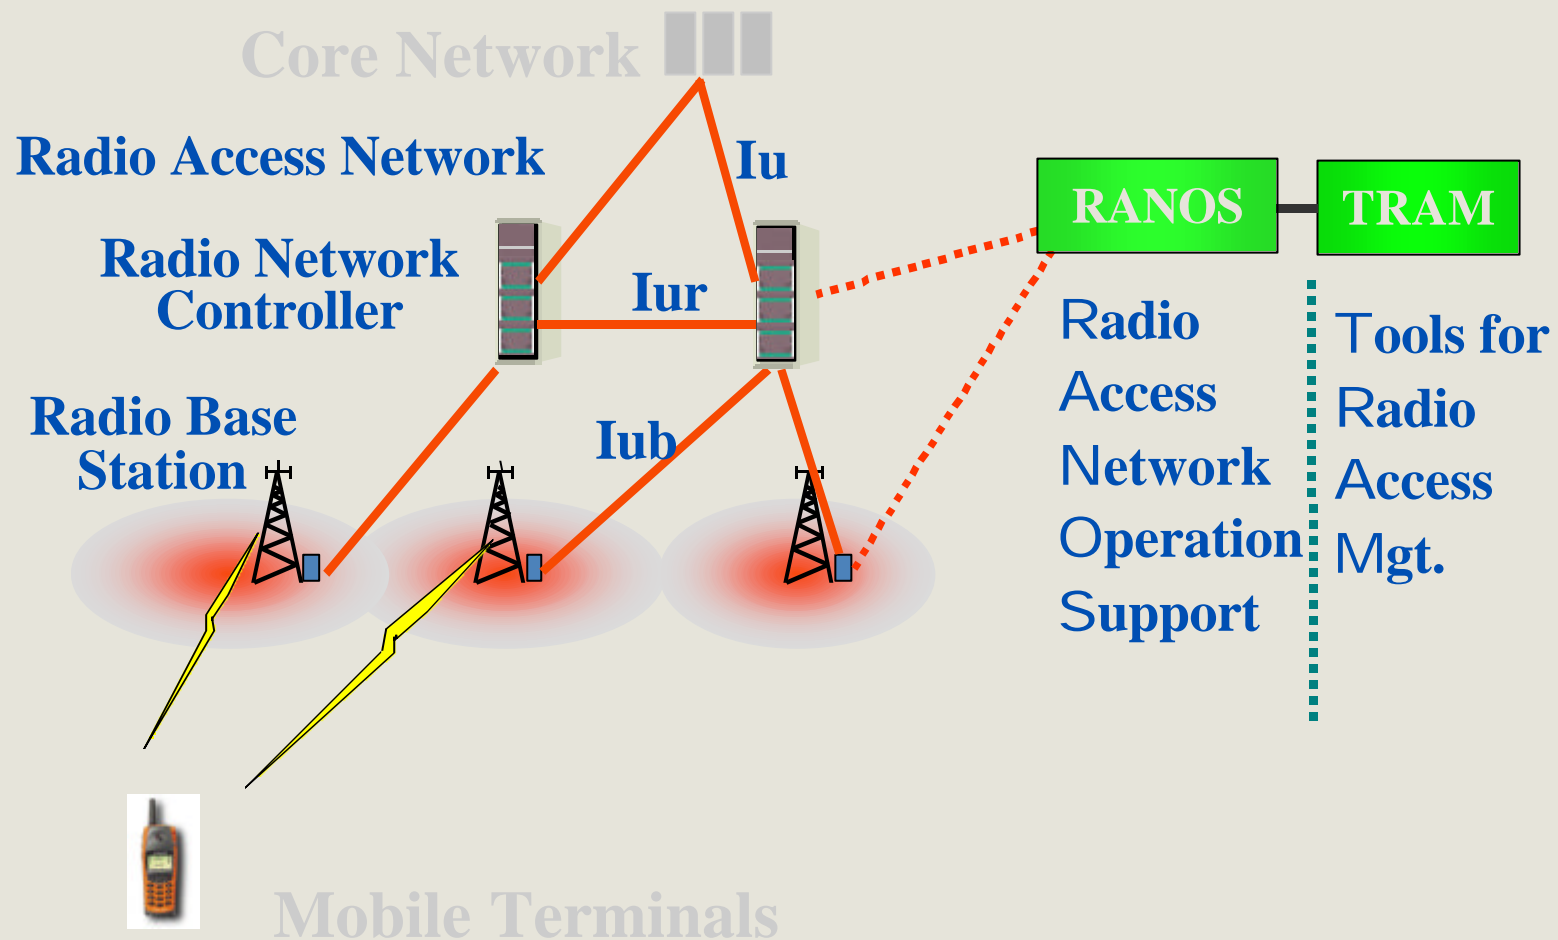 Core Network
Radio Access Network
Iu
RANOS
TRAM
Radio Network
Controller
Iur
Radio Base
Station
Iub
Radio
Access
Network
Operation
Support
Tools for
Radio
Access
Mgt.
Mobile Terminals